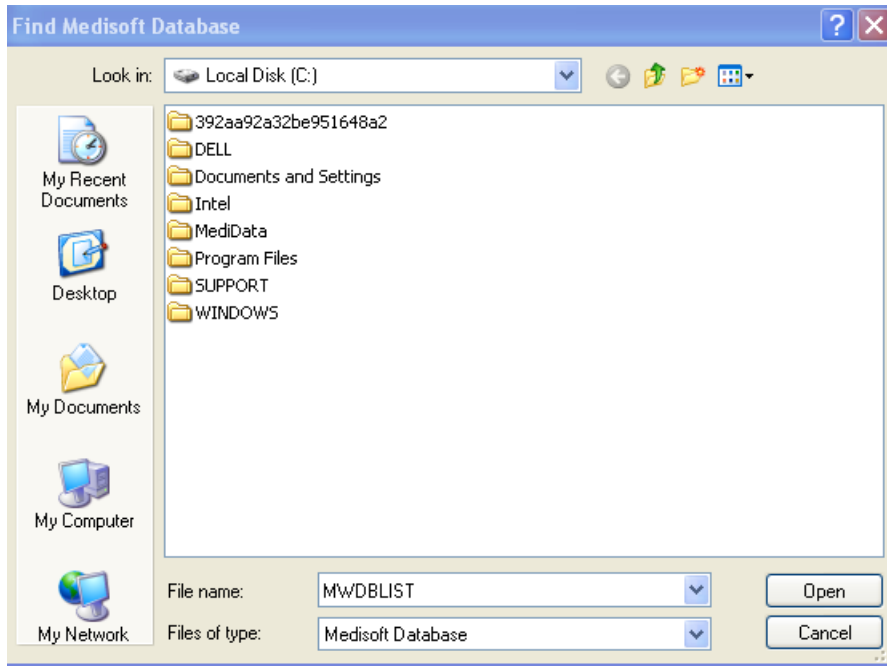 Find Medisoft Database
Look in: Local Disk (C:)
392aa92a32be951648a2
DELL
Documents and Settings
Intel
MediData
Program Files
SUPPORT
WINDOWS
My Recent
Documents
Desktop
My Documents
My Computer
My Network
File name: MWDBLIST Open
Files of type: Medisoft Database Cancel